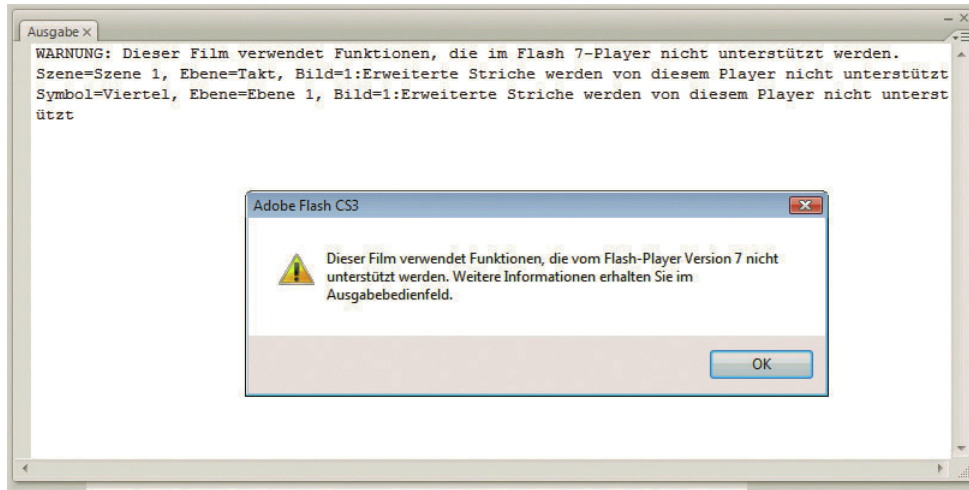 Ausgabe ×
WARNUNG: Dieser Film verwendet Funktionen, die im Flash 7-Player nicht unterstützt werden.
Szene=Szene 1, Ebene=Takt, Bild=1:Erweiterte Striche werden von diesem Player nicht unterstützt
Symbol=Viertel, Ebene=Ebene 1, Bild=1:Erweiterte Striche werden von diesem Player nicht unterst
ützt
Adobe Flash CS3
Dieser Film verwendet Funktionen, die vom Flash-Player Version 7 nicht
unterstützt werden. Weitere Informationen erhalten Sie im
Ausgabebedienfeld.
OK